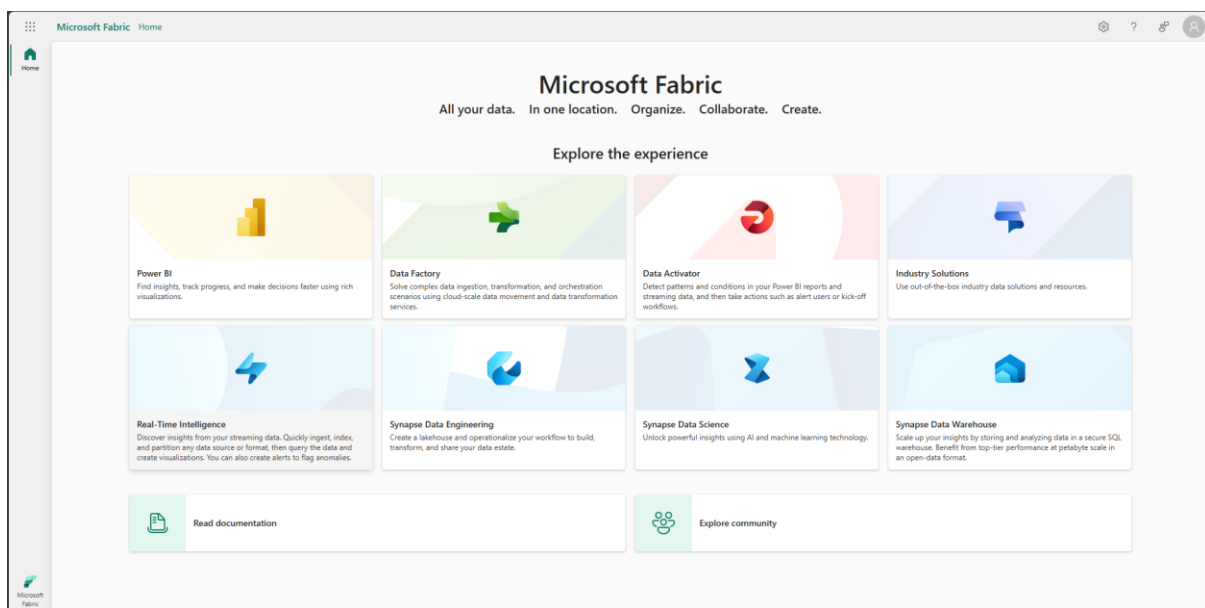 Microsoft Fabric Home
Home
Microsoft Fabric
All your data. In one location. Organize. Collaborate. Create.
Explore the experience
Power BI
Find insights, track progress, and make decisions faster using rich
visualizations.
Data Factory
Solve complex data ingestion, transformation, and orchestration
scenarios using cloud-scale data movement and data transformation
services.
Data Activator
Detect patterns and conditions in your Power BI reports and
streaming data, and then take actions such as alert users or kick-off
workflows.
Industry Solutions
Use out-of-the-box industry data solutions and resources.
Real-Time Intelligence
Discover insights from your streaming data. Quickly ingest, index,
and partition any data source or format, then query the data and
create visualizations. You can also create alerts to flag anomalies.
Synapse Data Engineering
Create a lakehouse and operationalize your workflow to build,
transform, and share your data estate.
Synapse Data Science
Unlock powerful insights using AI and machine learning technology.
Synapse Data Warehouse
Scale up your insights by storing and analyzing data in a secure SQL
warehouse. Benefit from top-tier performance at petabyte scale in
an open-data format.
Read documentation
Explore community
Microsoft
Fabric